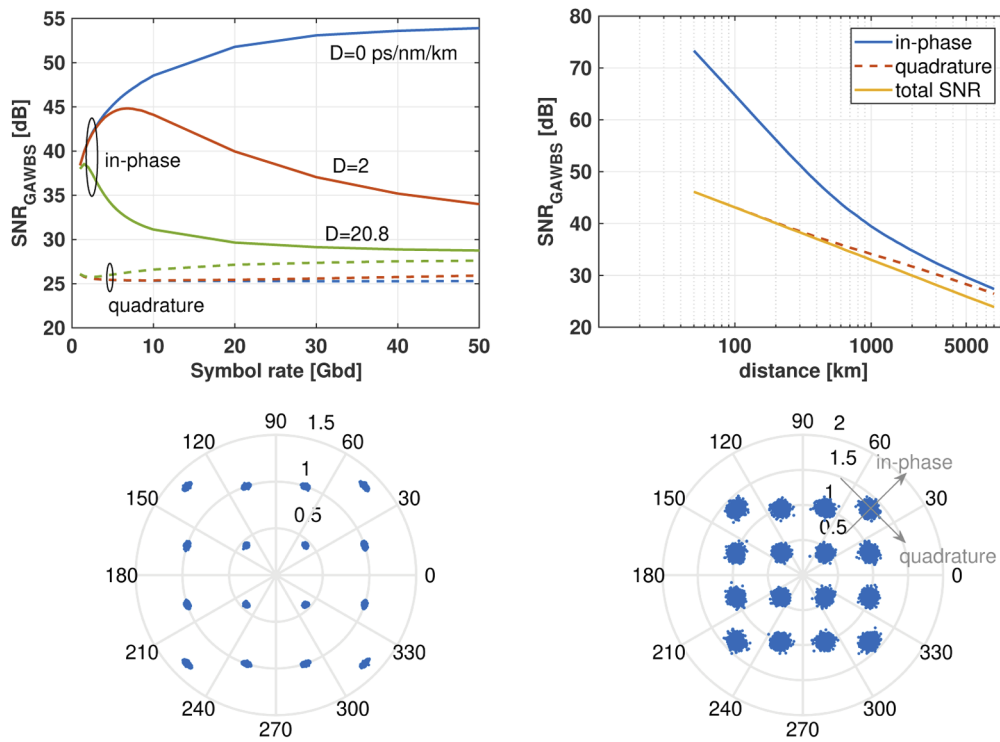 55
50
45
40
35
30
25
20
SNR_GAWBS [dB]
D=0 ps/nm/km
in-phase
D=2
D=20.8
quadrature
0 10 20 30 40 50
Symbol rate [Gbd]
80
70
60
50
40
30
20
SNR_GAWBS [dB]
in-phase
quadrature
total SNR
100 1000 5000
distance [km]
90 1.5
120 60
1
150 30
0.5
180 0
210 330
240 300
270
90 2
120 60
1.5 in-phase
150 1 30
0.5
quadrature
180 0
210 330
240 300
270